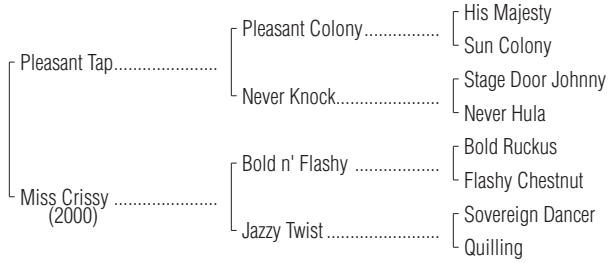 His Majesty
Pleasant Colony.................
Sun Colony
Pleasant Tap.....................
Stage Door Johnny
Never Knock.......................
Never Hula
Bold Ruckus
Bold n' Flashy ..................
Flashy Chestnut
Miss Crissy .....................
(2000)
Sovereign Dancer
Jazzy Twist .........................
Quilling